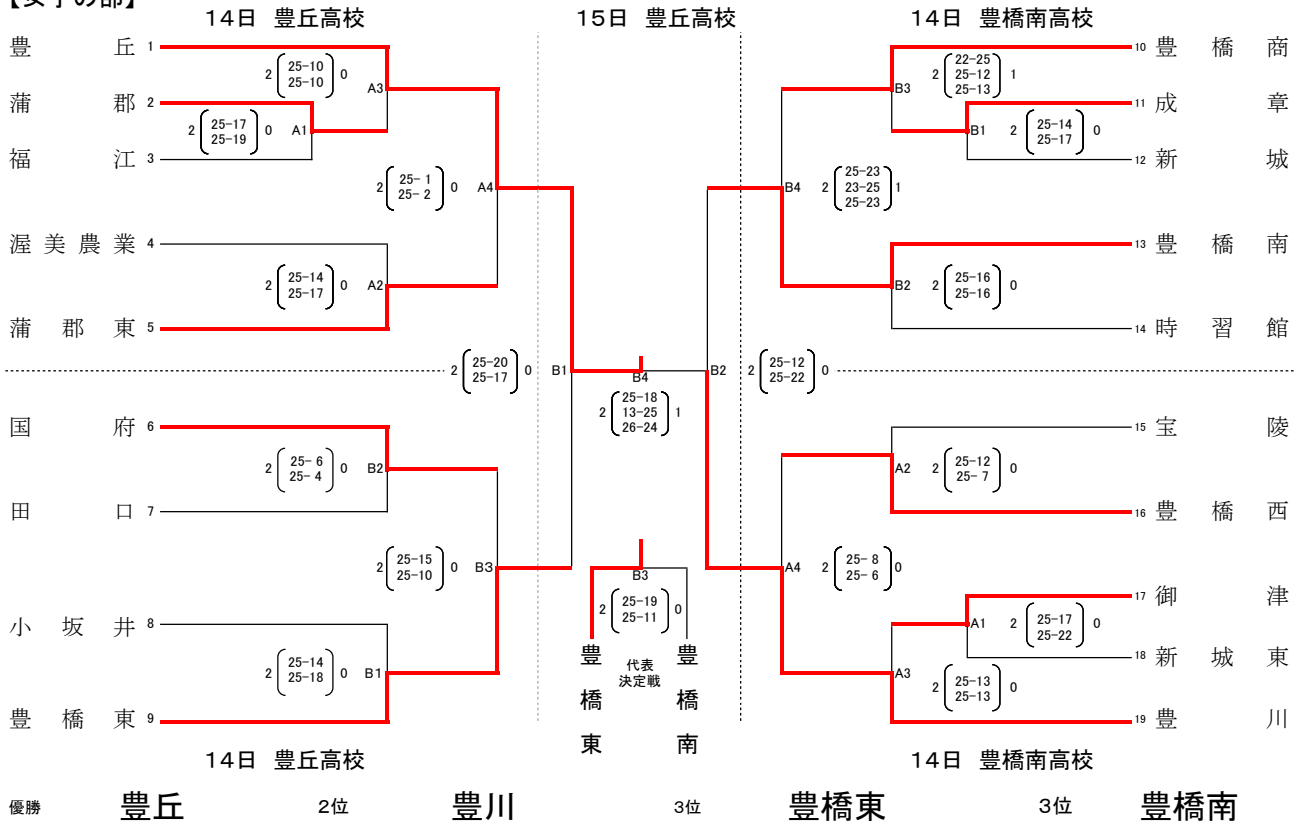 【女子の部】
14日 豊丘高校
15日 豊丘高校
14日 豊橋南高校
豊丘 1
2 25-10 25-10 0 A3
蒲郡 2
2 25-17 25-19 0 A1
福江 3
2 25- 1 25- 2 0 A4
渥美農業 4
2 25-14 25-17 0 A2
蒲郡東 5
2 25-20 25-17 0 B1
国府 6
2 25- 6 25- 4 0 B2
田口 7
2 25-15 25-10 0 B3
小坂井 8
2 25-14 25-18 0 B1
豊橋東 9
B4
2 25-18 13-25 26-24 1
B3
2 25-19 25-11 0
豊橋東
代表
決定戦
豊橋南
10 豊橋商
B3 2 22-25 25-12 25-13 1
11 成章
B1 2 25-14 25-17 0
12 新城
B4 2 25-23 23-25 25-23 1
13 豊橋南
B2 2 25-16 25-16 0
14 時習館
B2 2 25-12 25-22 0
15 宝陵
A2 2 25-12 25- 7 0
16 豊橋西
A4 2 25- 8 25- 6 0
17 御津
A1 2 25-17 25-22 0
18 新城東
A3 2 25-13 25-13 0
19 豊川
14日 豊丘高校
14日 豊橋南高校
優勝 豊丘 2位 豊川 3位 豊橋東 3位 豊橋南